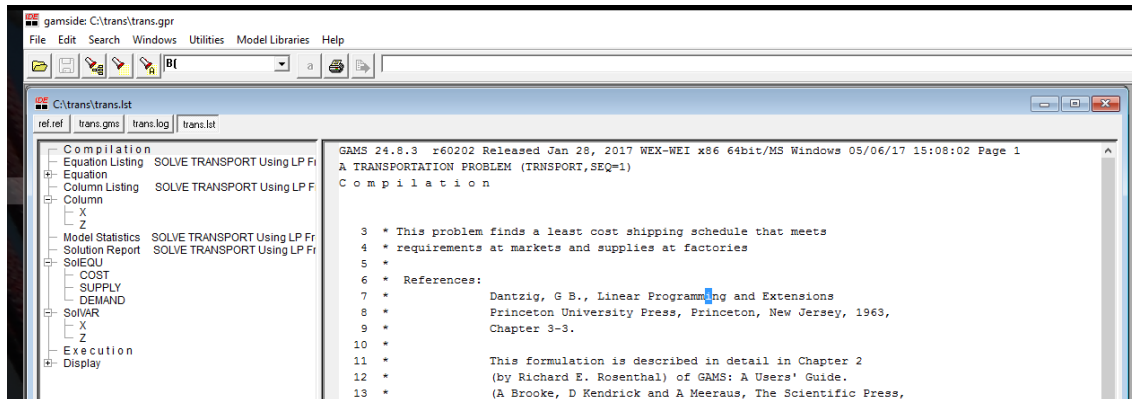 gamside: C:\trans\trans.gpr
File Edit Search Windows Utilities Model Libraries Help
B( a
C:\trans\trans.lst
ref.ref trans.gms trans.log trans.lst
C o m p i l a t i o n
Equation Listing SOLVE TRANSPORT Using LP Fr
Equation
Column Listing SOLVE TRANSPORT Using LP F
Column
X
Z
Model Statistics SOLVE TRANSPORT Using LP Fr
Solution Report SOLVE TRANSPORT Using LP Fr
SolEQU
COST
SUPPLY
DEMAND
SolVAR
X
Z
E x e c u t i o n
Display
GAMS 24.8.3 r60202 Released Jan 28, 2017 WEX-WEI x86 64bit/MS Windows 05/06/17 15:08:02 Page 1
A TRANSPORTATION PROBLEM (TRNSPORT,SEQ=1)
C o m p i l a t i o n
3 * This problem finds a least cost shipping schedule that meets
4 * requirements at markets and supplies at factories
5 *
6 * References:
7 * Dantzig, G B., Linear Programming and Extensions
8 * Princeton University Press, Princeton, New Jersey, 1963,
9 * Chapter 3-3.
10 *
11 * This formulation is described in detail in Chapter 2
12 * (by Richard E. Rosenthal) of GAMS: A Users' Guide.
13 * (A Brooke, D Kendrick and A Meeraus, The Scientific Press,